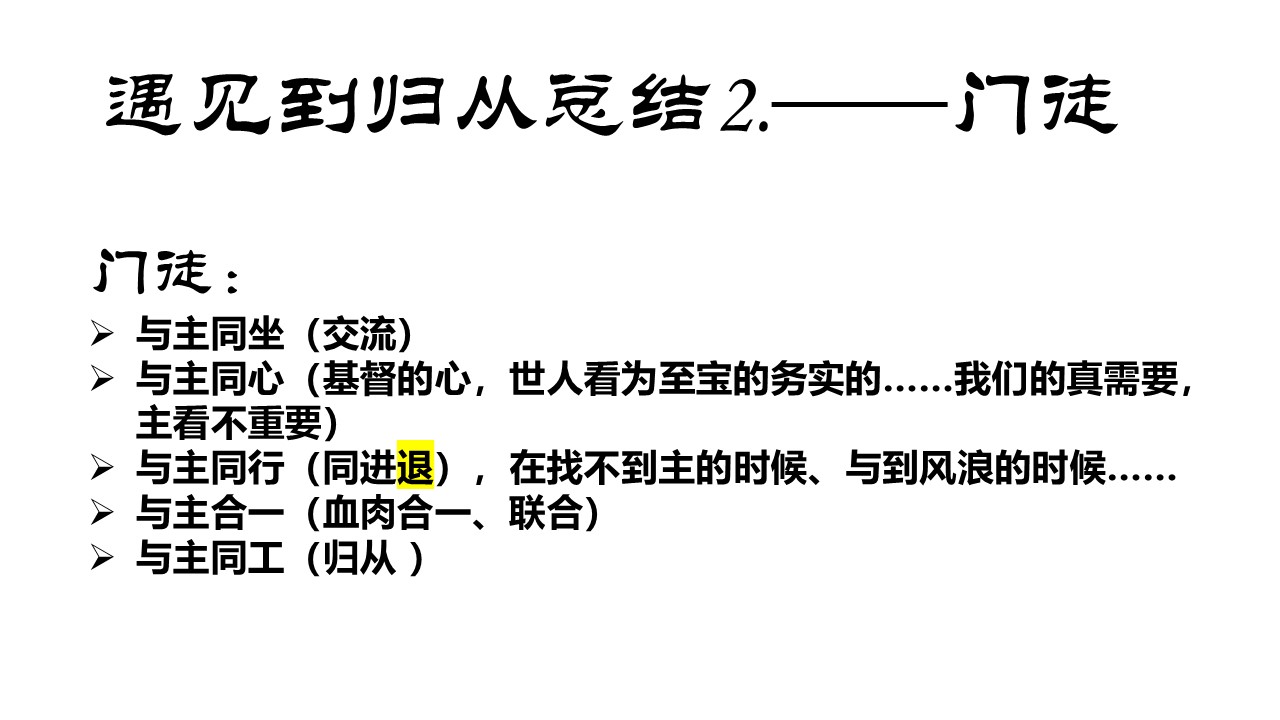 遇见到归从总结2.——门徒
门徒：
➢ 与主同坐（交流）
➢ 与主同心（基督的心，世人看为至宝的务实的……我们的真需要，
主看不重要）
➢ 与主同行（同进退），在找不到主的时候、与到风浪的时候……
➢ 与主合一（血肉合一、联合）
➢ 与主同工（归从 ）